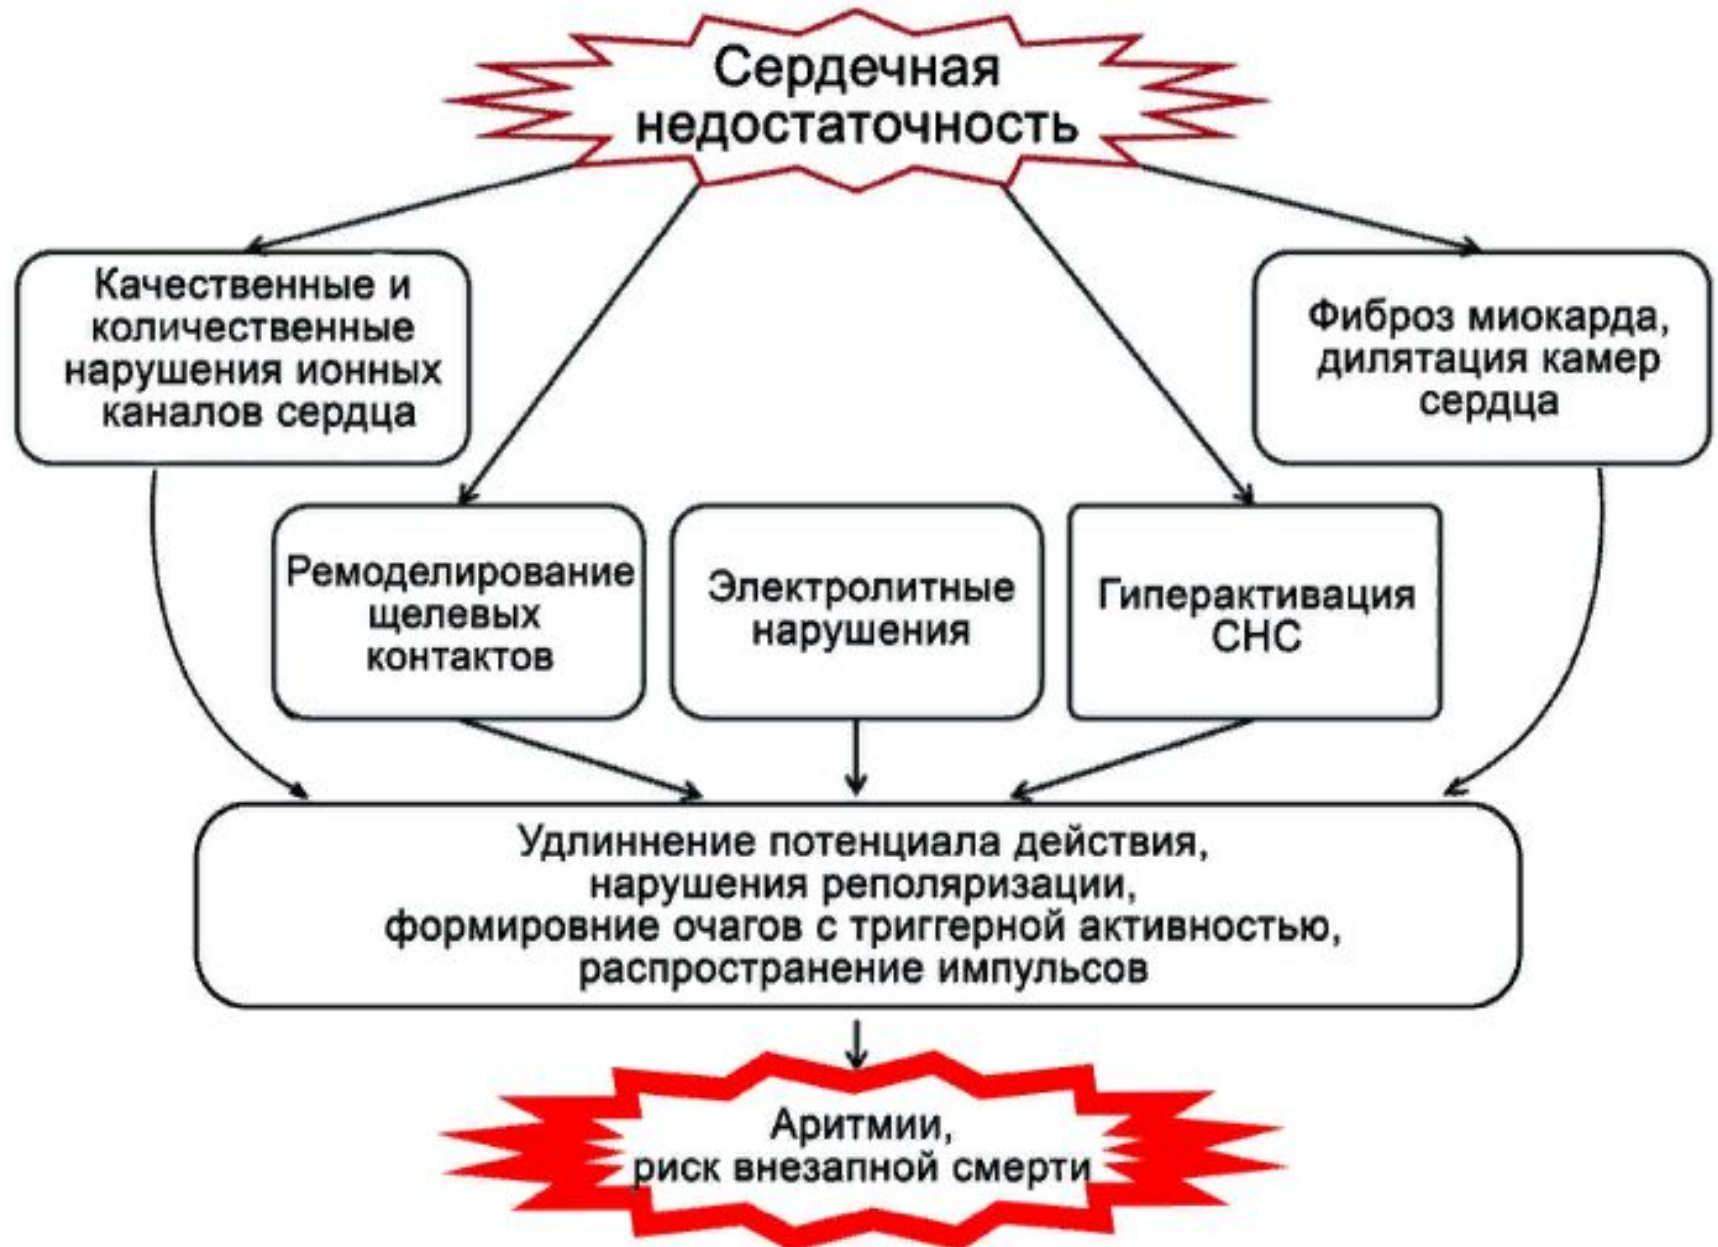 Сердечная
недостаточность
Качественные и
количественные
нарушения ионных
каналов сердца
Фиброз миокарда,
дилятация камер
сердца
Ремоделирование
щелевых
контактов
Электролитные
нарушения
Гиперактивация
СНС
Удлиннение потенциала действия,
нарушения реполяризации,
формировние очагов с триггерной активностью,
распространение импульсов
Аритмии,
риск внезапной смерти